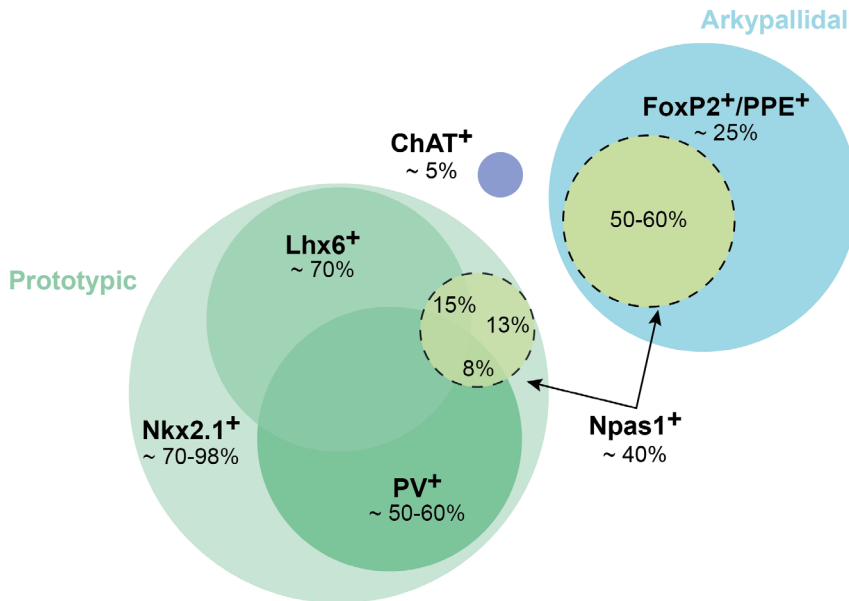 Arkypallidal
FoxP2+/PPE+
~ 25%
ChAT+
~ 5%
50-60%
Lhx6+
~ 70%
Prototypic
15%
13%
8%
Nkx2.1+
~ 70-98%
Npas1+
~ 40%
PV+
~ 50-60%